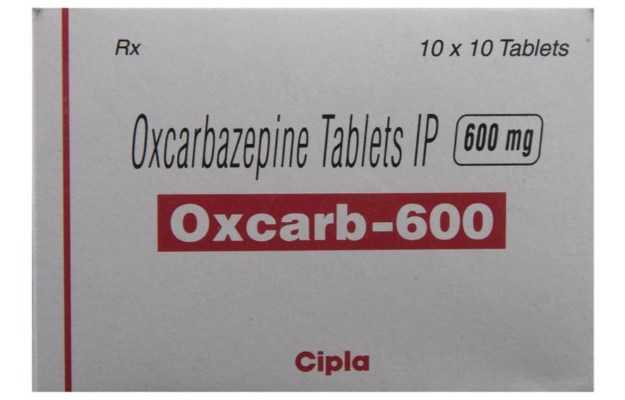 Rx
10 x 10 Tablets
Oxcarbazepine Tablets IP 600 mg
Oxcarb-600
Cipla